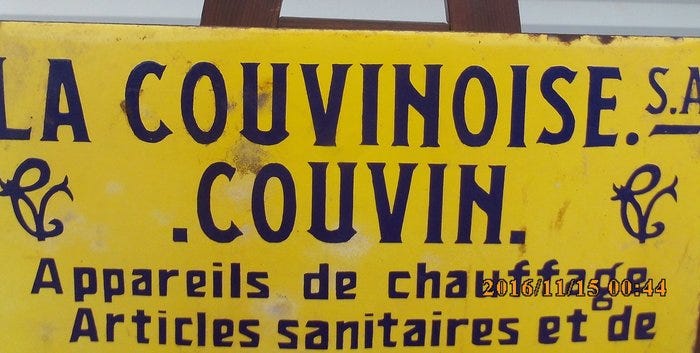 LA COUVINOISE. S.A
.COUVIN.
Appareils de chauffage
2016/11/15 00:44
Articles sanitaires et de